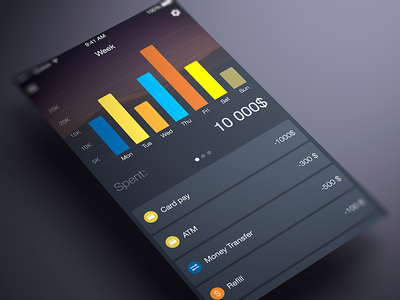 9:41 AM
100%
Week
25K
20K
15K
10K
5K
Mon
Tue
Wed
Thu
Fri
Sat
Sun
10 000$
Spent:
Card pay
-1000$
ATM
-300 $
Money Transfer
-500 $
Refill
-100 $